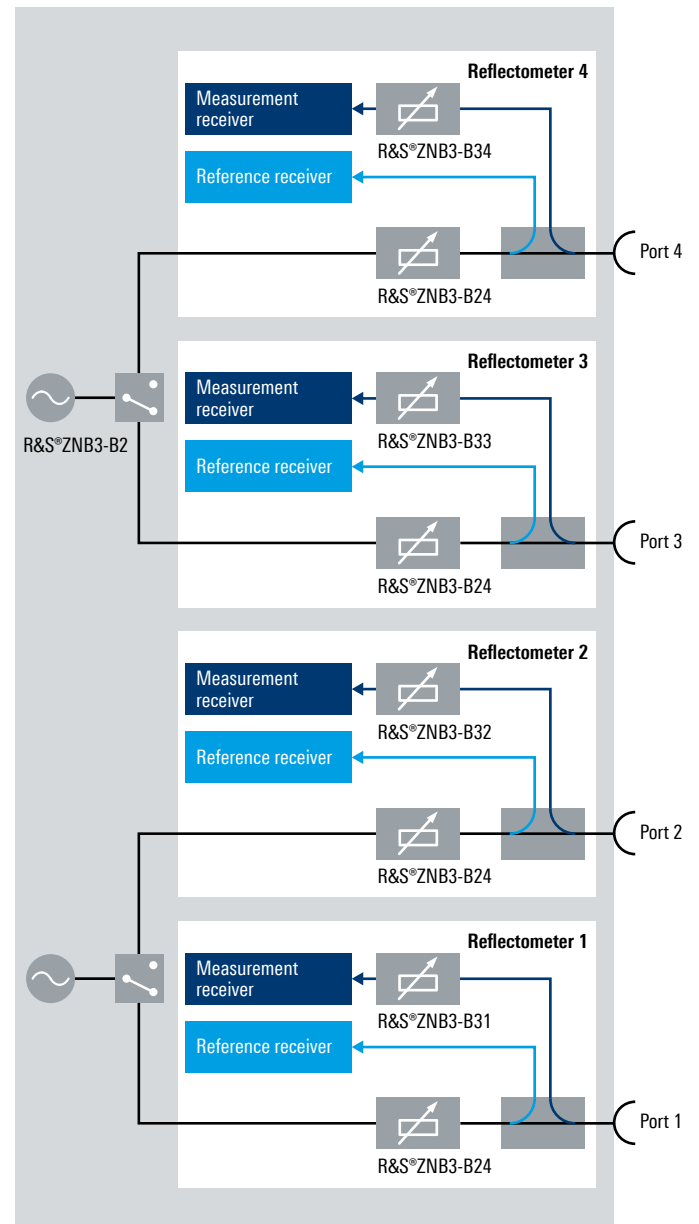 Reflectometer 4
Measurement
receiver
R&S®ZNB3-B34
Reference receiver
Port 4
R&S®ZNB3-B24
Reflectometer 3
Measurement
receiver
R&S®ZNB3-B2
R&S®ZNB3-B33
Reference receiver
Port 3
R&S®ZNB3-B24
Reflectometer 2
Measurement
receiver
R&S®ZNB3-B32
Reference receiver
Port 2
R&S®ZNB3-B24
Reflectometer 1
Measurement
receiver
R&S®ZNB3-B31
Reference receiver
Port 1
R&S®ZNB3-B24